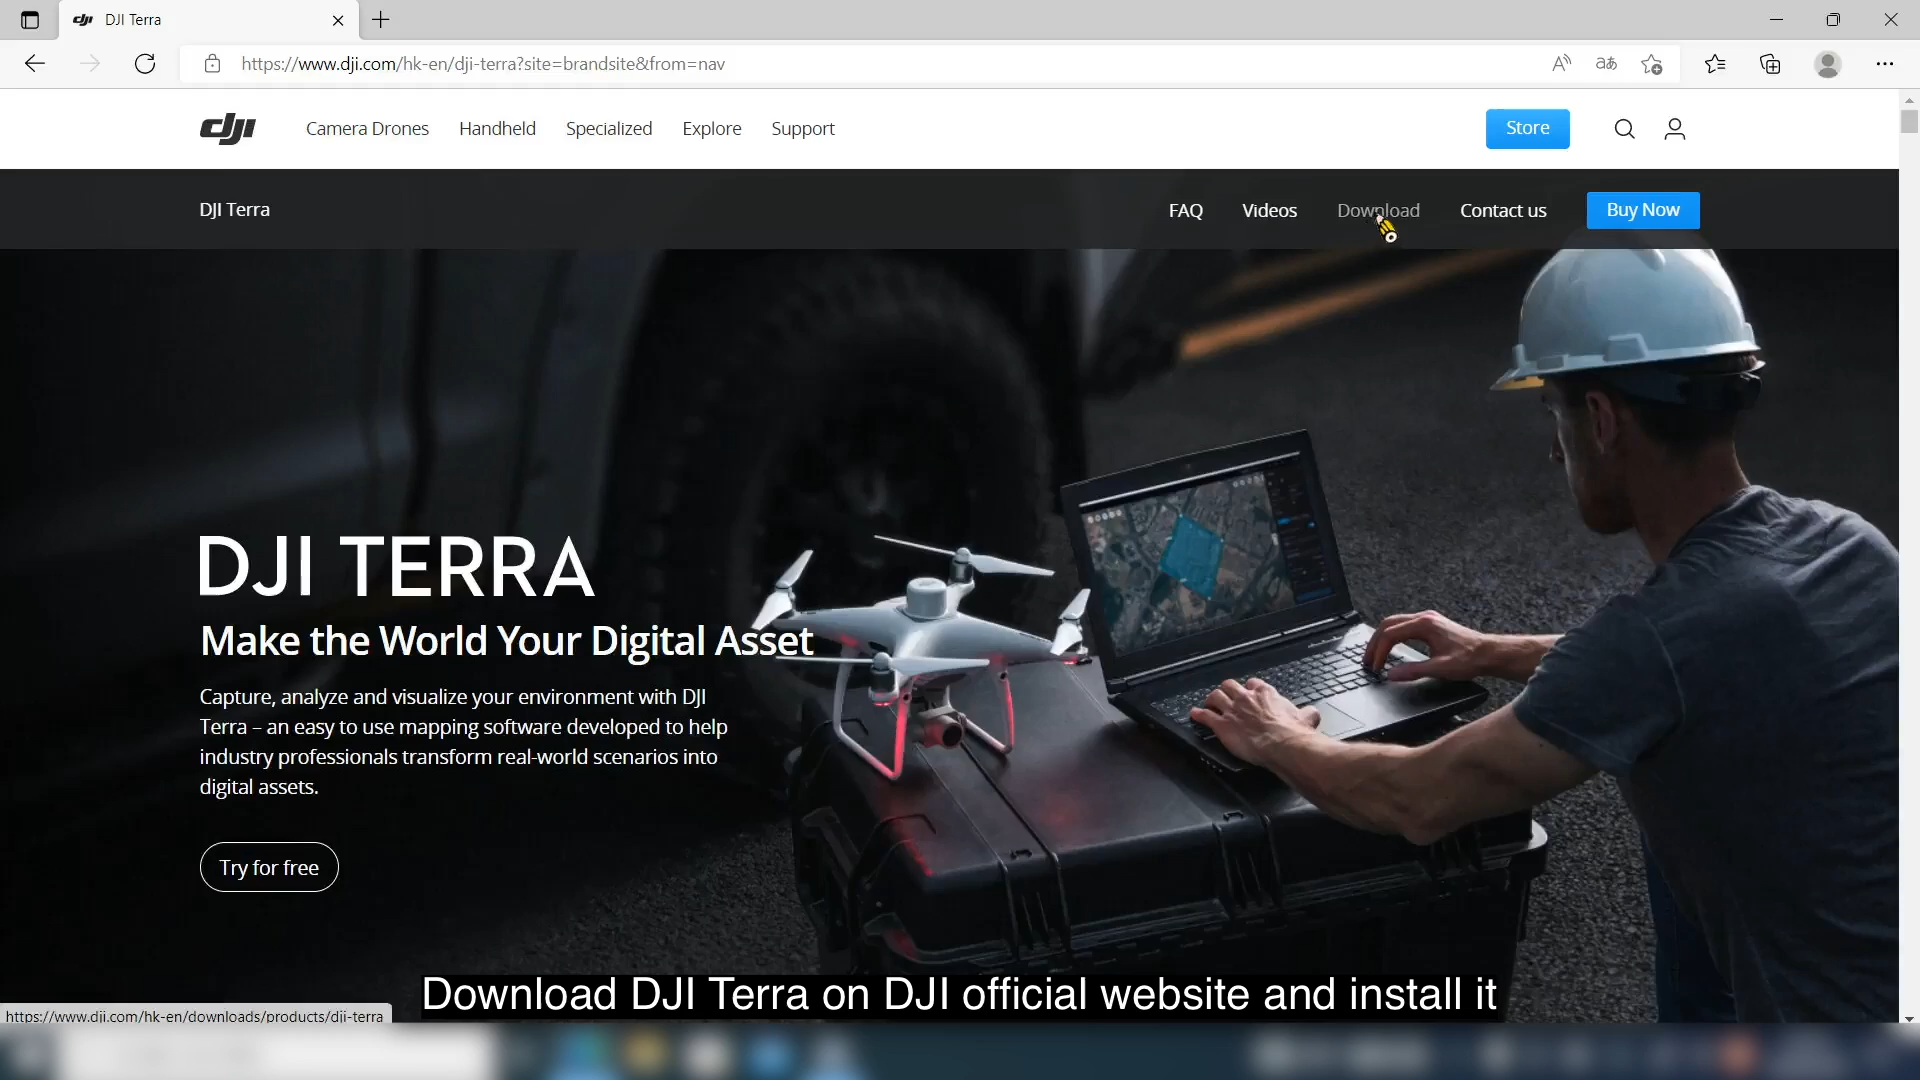 DJI Terra
https://www.dji.com/hk-en/dji-terra?site=brandsite&from=nav
dji
Camera Drones
Handheld
Specialized
Explore
Support
Store
DJI Terra
FAQ
Videos
Download
Contact us
Buy Now
DJI TERRA
Make the World Your Digital Asset
Capture, analyze and visualize your environment with DJI
Terra – an easy to use mapping software developed to help
industry professionals transform real-world scenarios into
digital assets.
Try for free
Download DJI Terra on DJI official website and install it
https://www.dji.com/hk-en/downloads/products/dji-terra